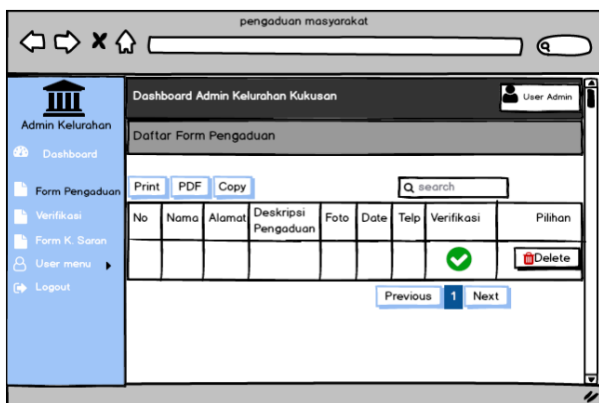 pengaduan masyarakat
Admin Kelurahan
Dashboard
Form Pengaduan
Verifikasi
Form K. Saran
User menu
Logout
Dashboard Admin Kelurahan Kukusan
User Admin
Daftar Form Pengaduan
Print PDF Copy
search
No Nama Alamat Deskripsi Pengaduan Foto Date Telp Verifikasi Pilihan
Delete
Previous 1 Next